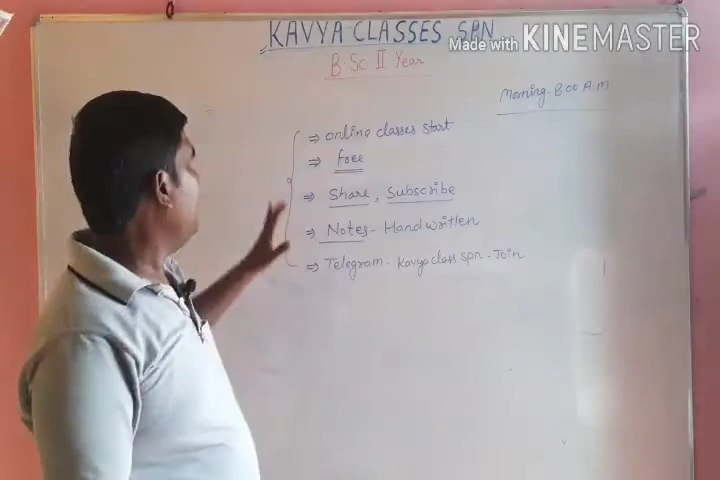 KAVYA CLASSES SPN
Made with KINEMASTER
B.Sc II Year
Morning. 8:00 A.M
⇒ online classes start
⇒ free
⇒ Share, Subscribe
⇒ Notes - Handwritten
⇒ Telegram - Kavya class spn - Join